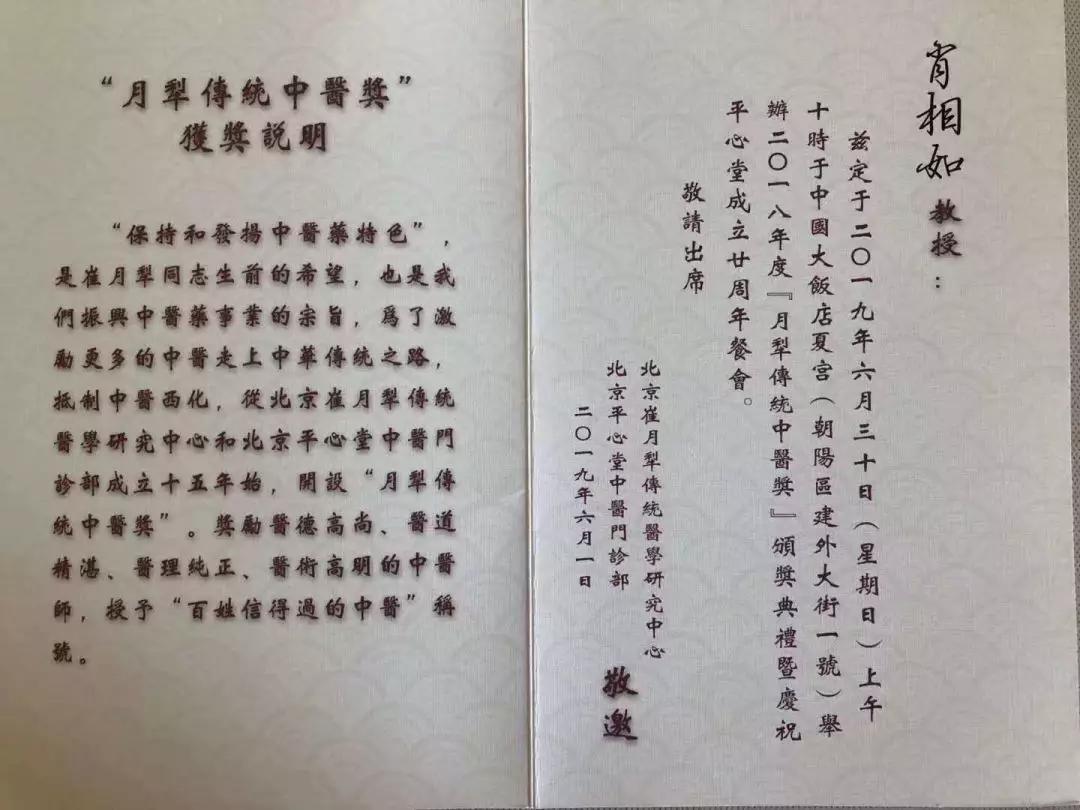 “月犁傳統中醫獎”
獲獎説明
“保持和發揚中醫藥特色”，
是崔月犁同志生前的希望，也是我
們振興中醫藥事業的宗旨，爲了激
勵更多的中醫走上中華傳統之路，
抵制中醫西化，從北京崔月犁傳統
醫學研究中心和北京平心堂中醫門
診部成立十五年始，開設“月犁傳
統中醫獎”。獎勵醫德高尚、醫道
精湛、醫理純正、醫術高明的中醫
師，授予“百姓信得過的中醫”稱
號。
肖相如教授：
兹定于二〇一九年六月三十日（星期日）上午
十時于中國大飯店夏宫（朝陽區建外大街一號）舉
辦二〇一八年度『月犁傳統中醫獎』頒獎典禮暨慶祝
平心堂成立廿周年餐會。
敬請出席
北京崔月犁傳統醫學研究中心
北京平心堂中醫門診部
敬邀
二〇一九年六月一日